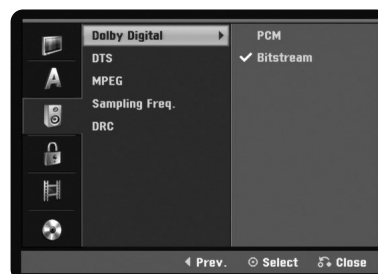 Dolby Digital
DTS
MPEG
Sampling Freq.
DRC
PCM
Bitstream
A
Prev.
Select
Close